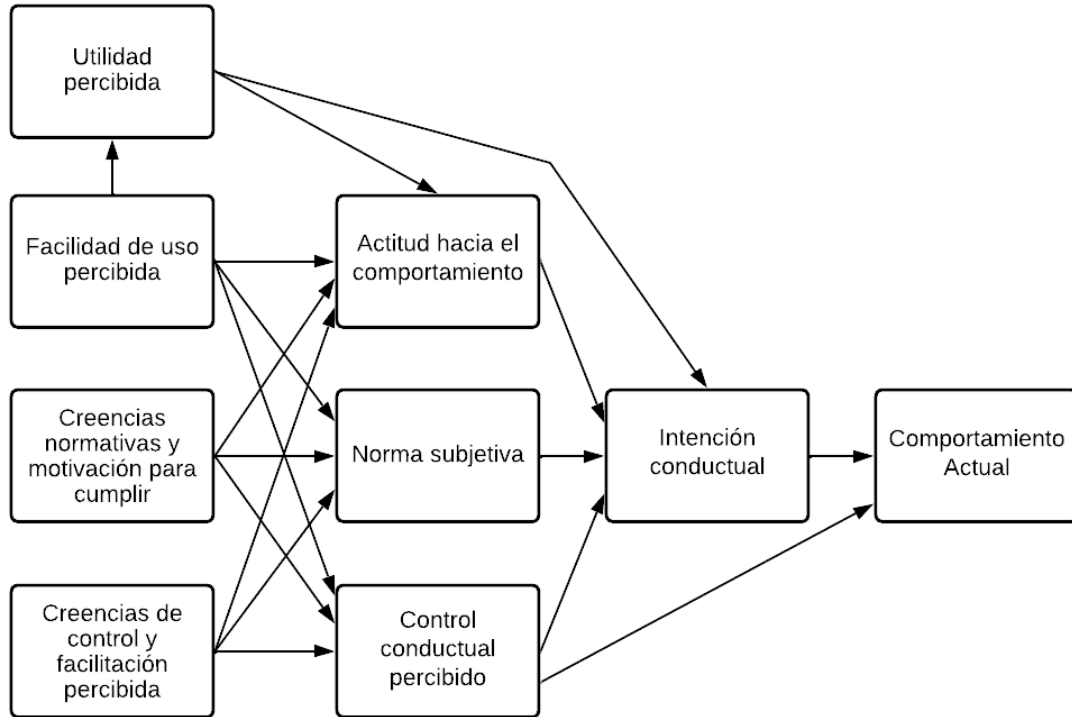 Utilidad
percibida
Facilidad de uso
percibida
Actitud hacia el
comportamiento
Creencias
normativas y
motivación para
cumplir
Norma subjetiva
Intención
conductual
Comportamiento
Actual
Creencias de
control y
facilitación
percibida
Control
conductual
percibido